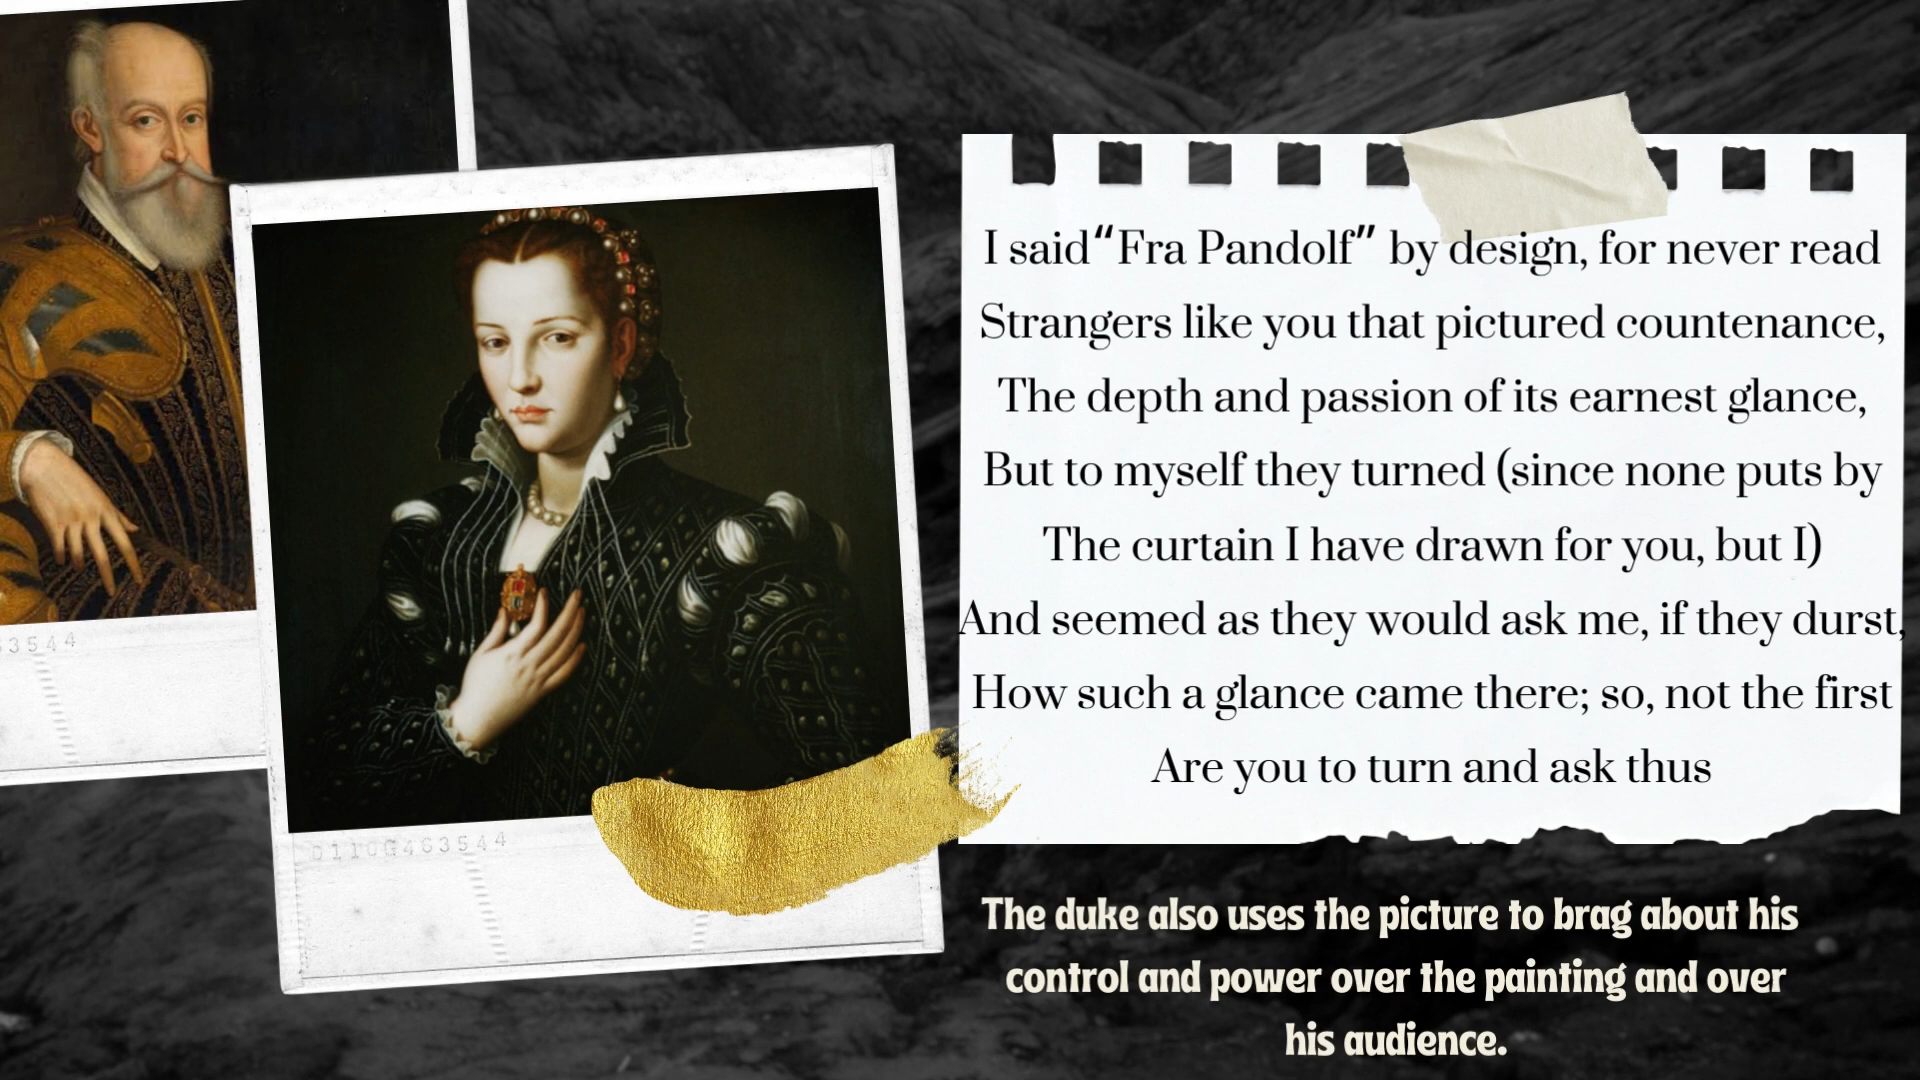 I said “Fra Pandolf” by design, for never read
Strangers like you that pictured countenance,
The depth and passion of its earnest glance,
But to myself they turned (since none puts by
The curtain I have drawn for you, but I)
And seemed as they would ask me, if they durst,
How such a glance came there; so, not the first
Are you to turn and ask thus
The duke also uses the picture to brag about his
control and power over the painting and over
his audience.
3544
0110G463544